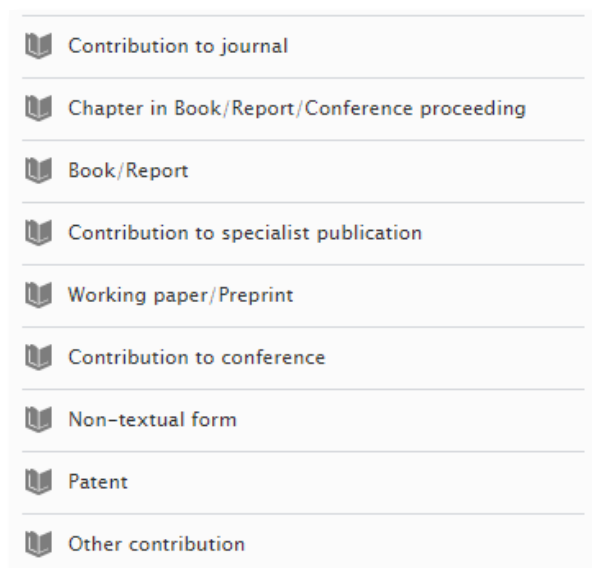 Contribution to journal
Chapter in Book/Report/Conference proceeding
Book/Report
Contribution to specialist publication
Working paper/Preprint
Contribution to conference
Non-textual form
Patent
Other contribution